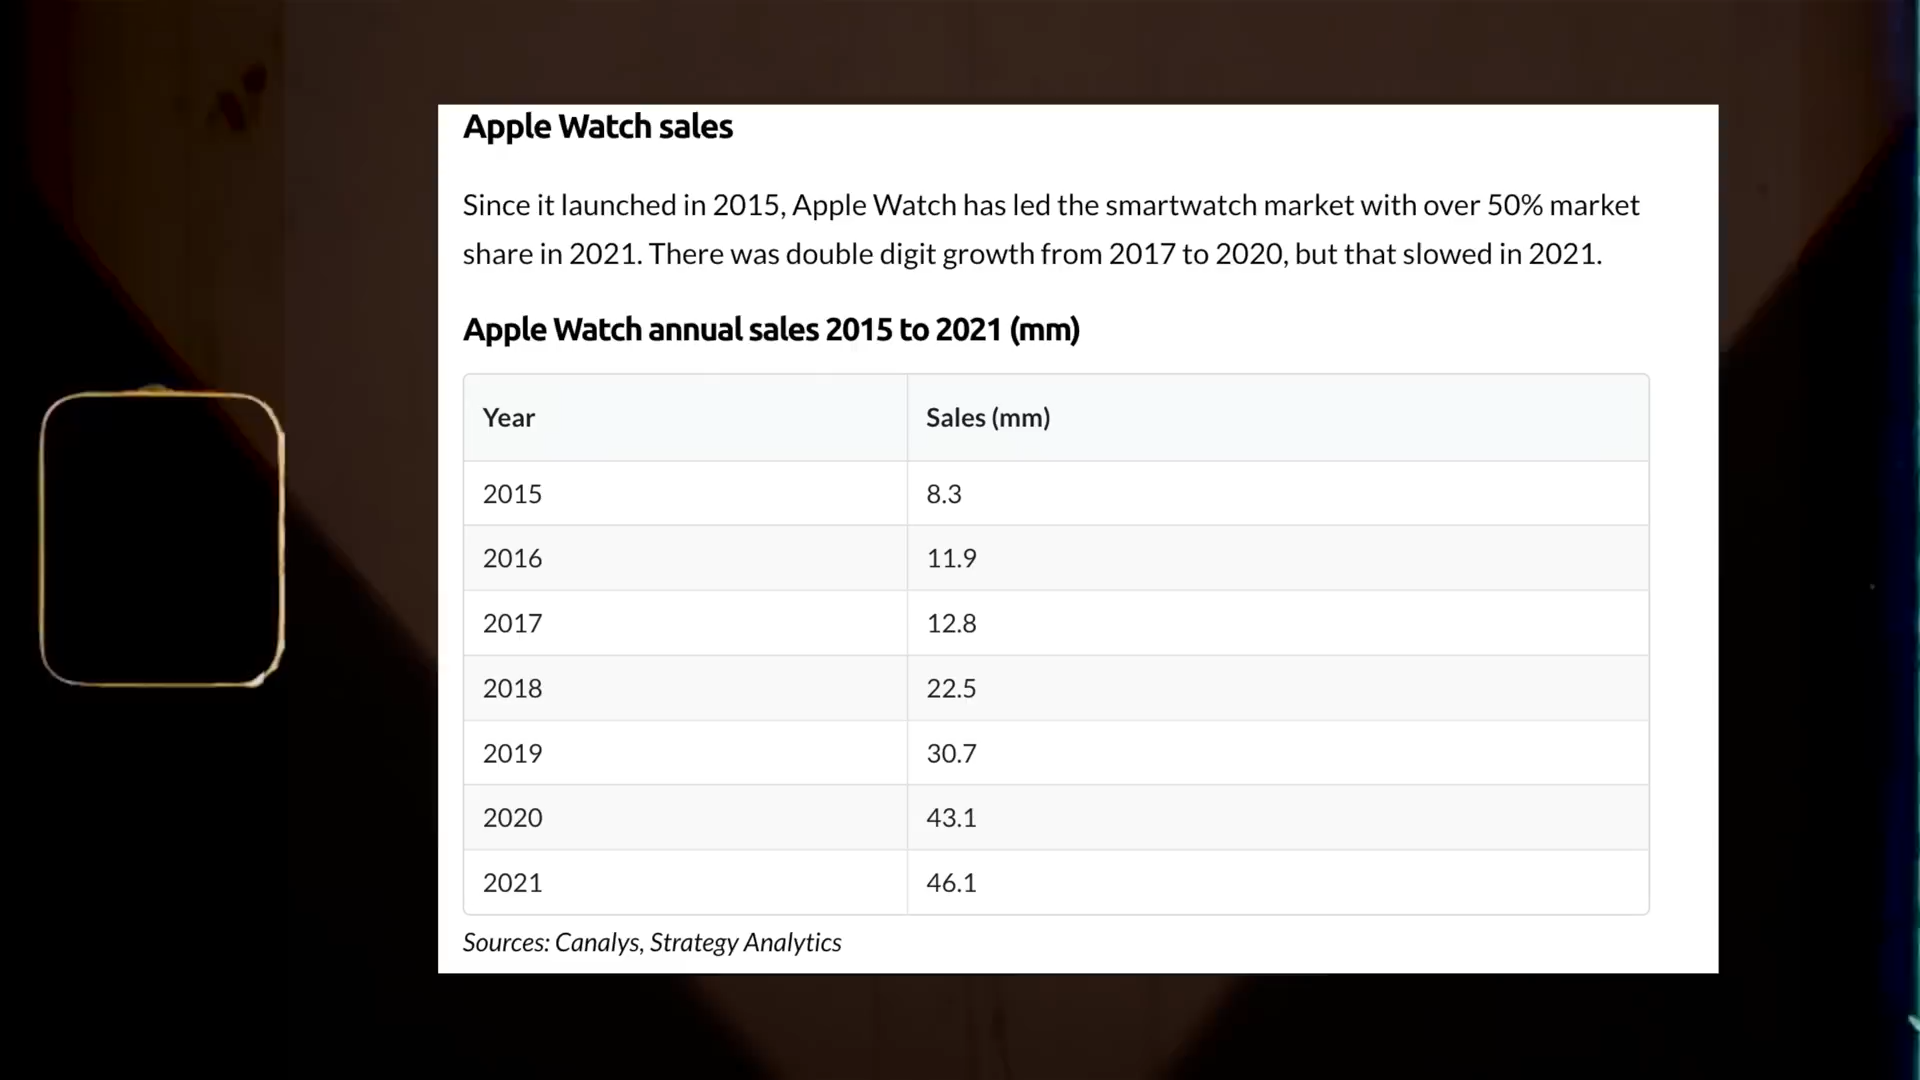 Apple Watch sales
Since it launched in 2015, Apple Watch has led the smartwatch market with over 50% market
share in 2021. There was double digit growth from 2017 to 2020, but that slowed in 2021.
Apple Watch annual sales 2015 to 2021 (mm)
Year Sales (mm)
2015 8.3
2016 11.9
2017 12.8
2018 22.5
2019 30.7
2020 43.1
2021 46.1
Sources: Canalys, Strategy Analytics